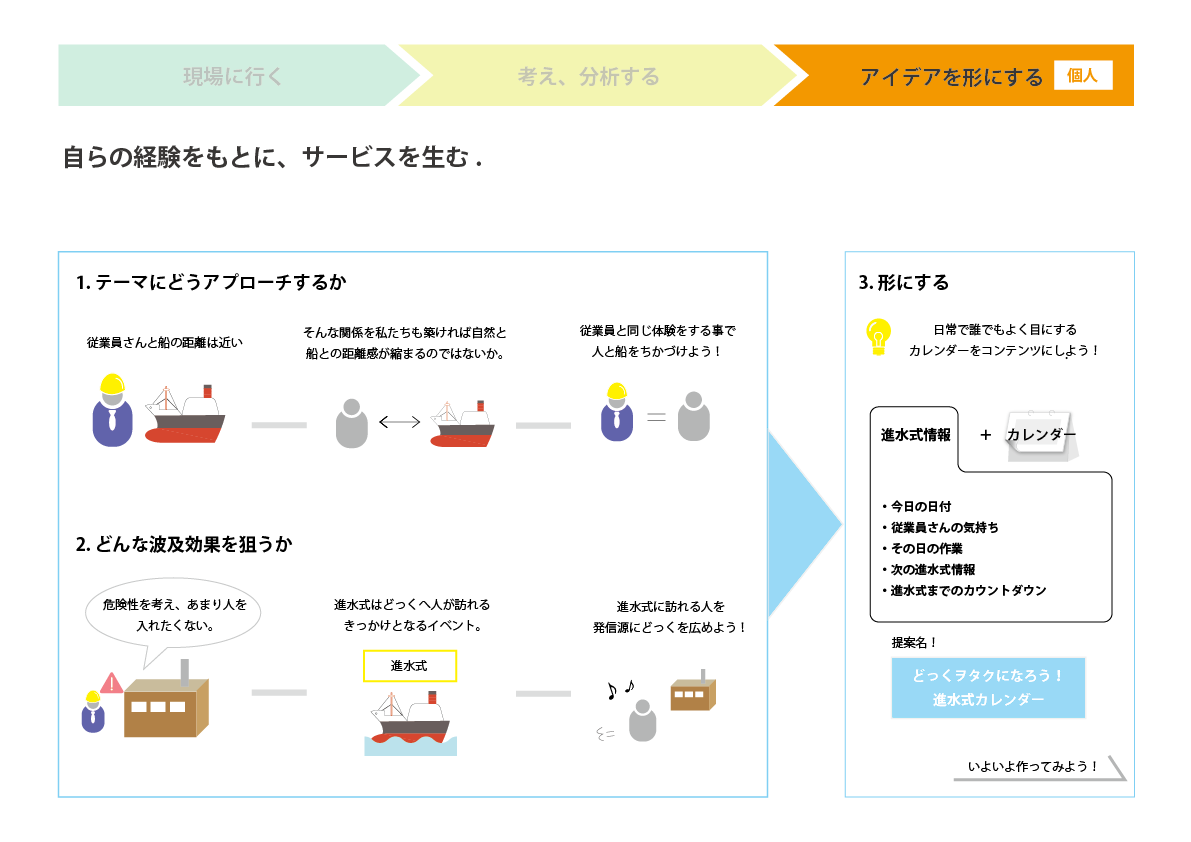 現場に行く
考え、分析する
アイデアを形にする
個人
自らの経験をもとに、サービスを生む .
1. テーマにどうアプローチするか
従業員さんと船の距離は近い
そんな関係を私たちも築ければ自然と
船との距離感が縮まるのではないか。
従業員と同じ体験をする事で
人と船をちかづけよう！
2. どんな波及効果を狙うか
危険性を考え、あまり人を
入れたくない。
進水式はどっくへ人が訪れる
きっかけとなるイベント。
進水式
進水式に訪れる人を
発信源にどっくを広めよう！
3. 形にする
日常で誰でもよく目にする
カレンダーをコンテンツにしよう！
進水式情報
+
カレンダー
・今日の日付
・従業員さんの気持ち
・その日の作業
・次の進水式情報
・進水式までのカウントダウン
提案名！
どっくヲタクになろう！
進水式カレンダー
いよいよ作ってみよう！